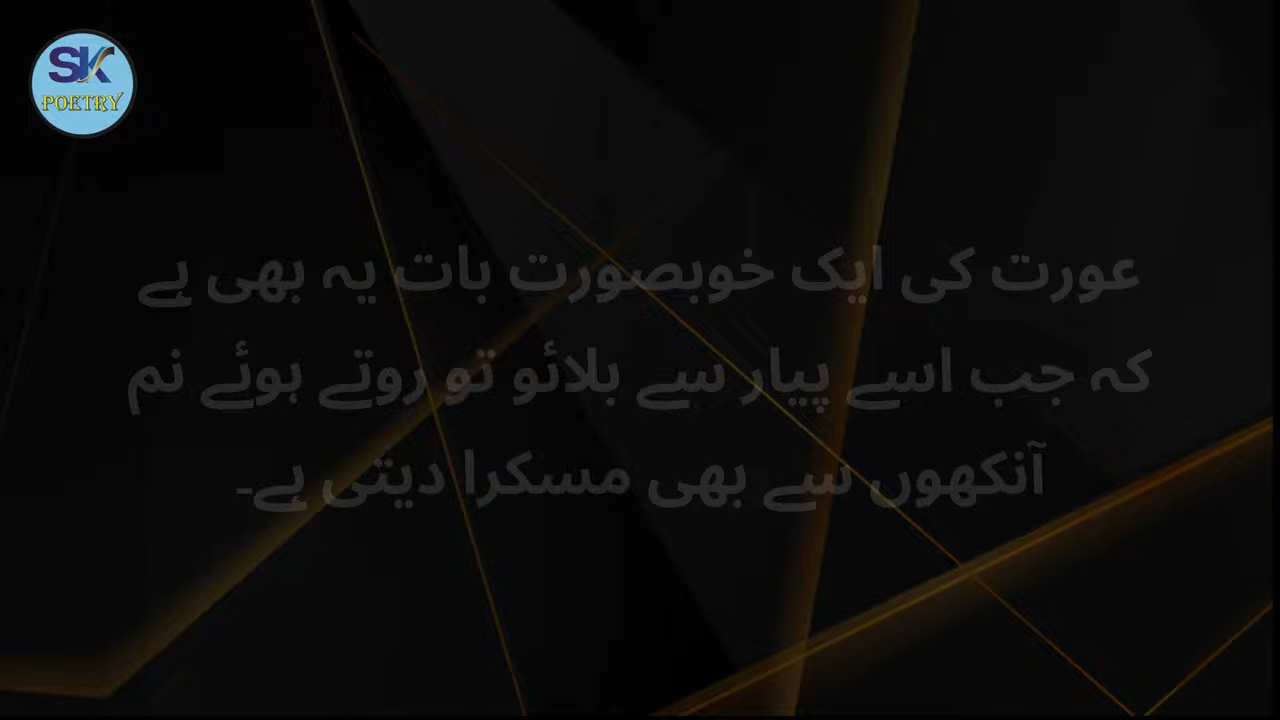 SK
POETRY
عورت کی ایک خوبصورت بات یہ بھی ہے
کہ جب اسے پیار سے بلائو تو روتے ہوئے نم
آنکھوں سے بھی مسکرا دیتی ہے۔